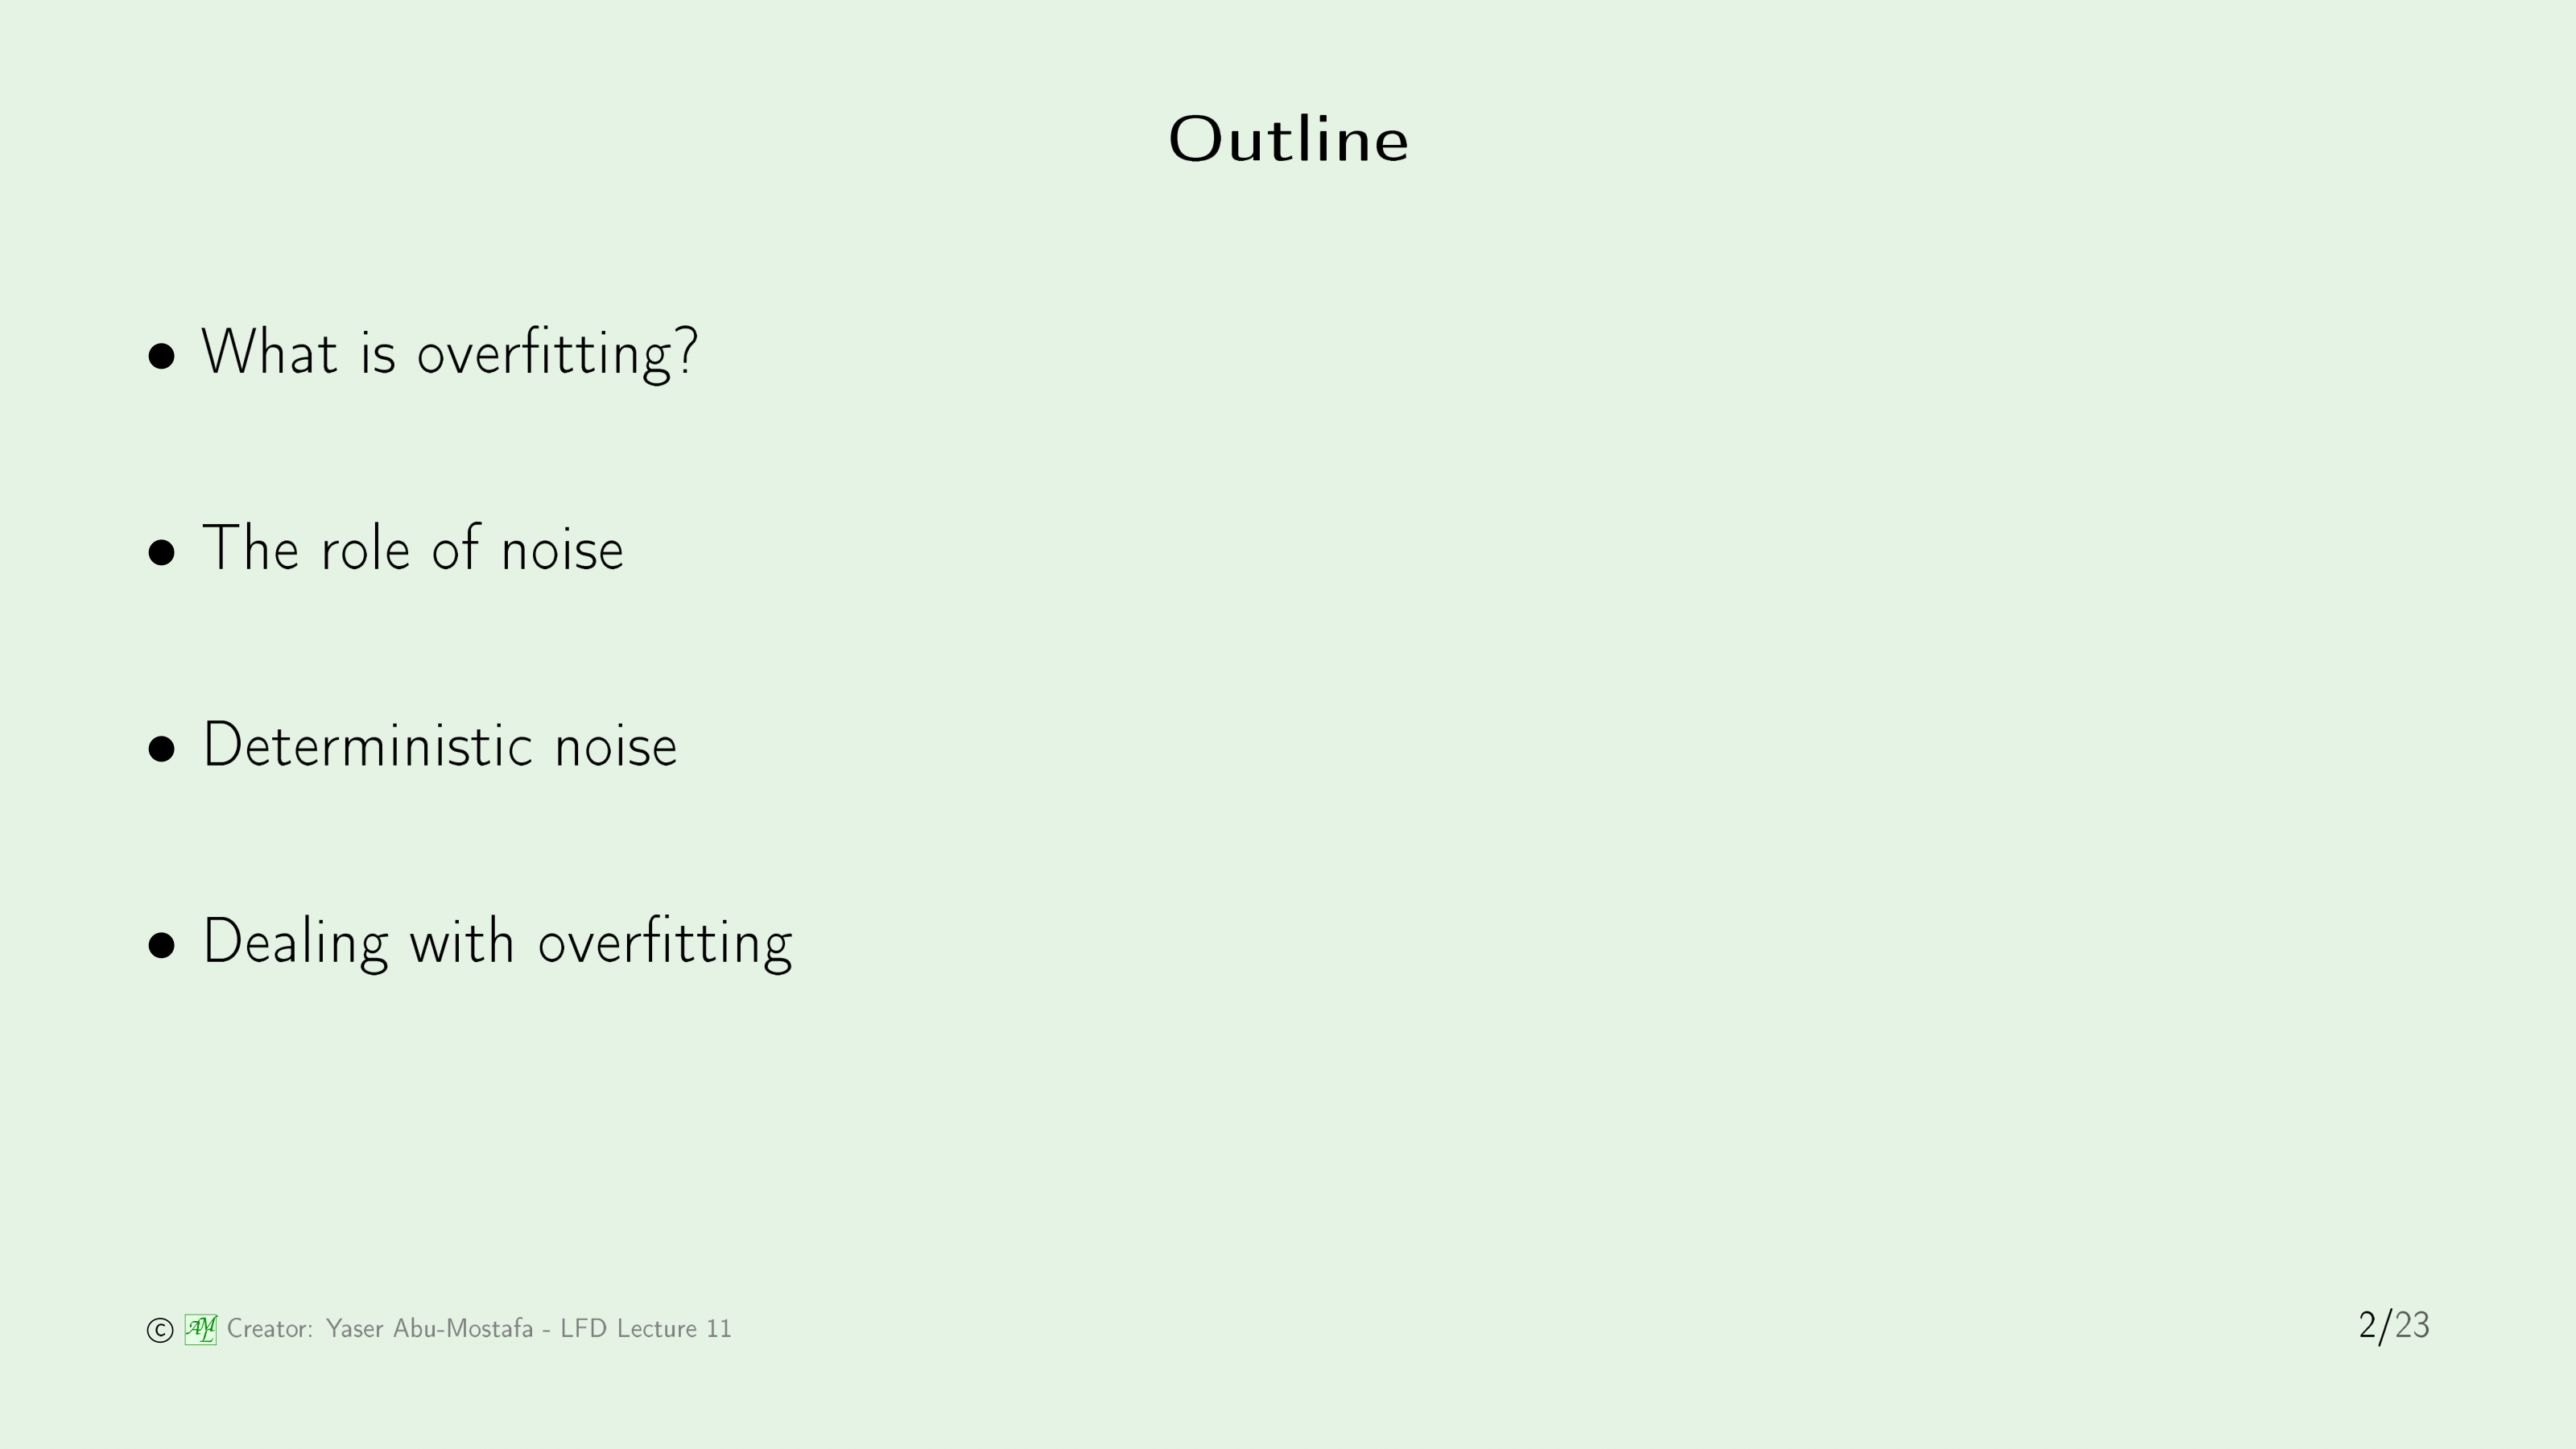 Outline
• What is overfitting?
• The role of noise
• Deterministic noise
• Dealing with overfitting
© AML Creator: Yaser Abu-Mostafa - LFD Lecture 11
2/23